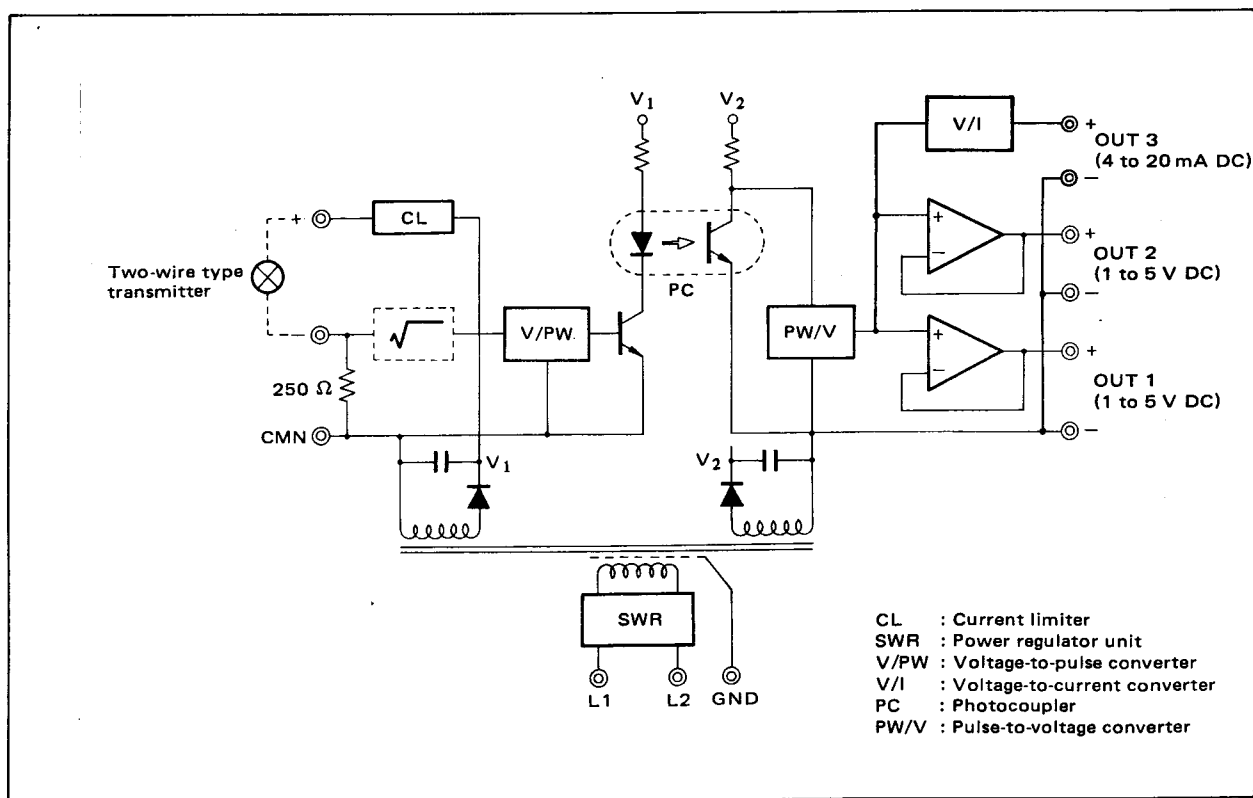 V1
V2
V/I
+
OUT 3
(4 to 20 mA DC)
−
+
CL
+
−
+
OUT 2
(1 to 5 V DC)
−
Two-wire type
transmitter
PC
−
√
V/PW
PW/V
+
−
+
OUT 1
(1 to 5 V DC)
−
250 Ω
CMN
V1
V2
SWR
L1
L2
GND
CL : Current limiter
SWR : Power regulator unit
V/PW : Voltage-to-pulse converter
V/I : Voltage-to-current converter
PC : Photocoupler
PW/V : Pulse-to-voltage converter